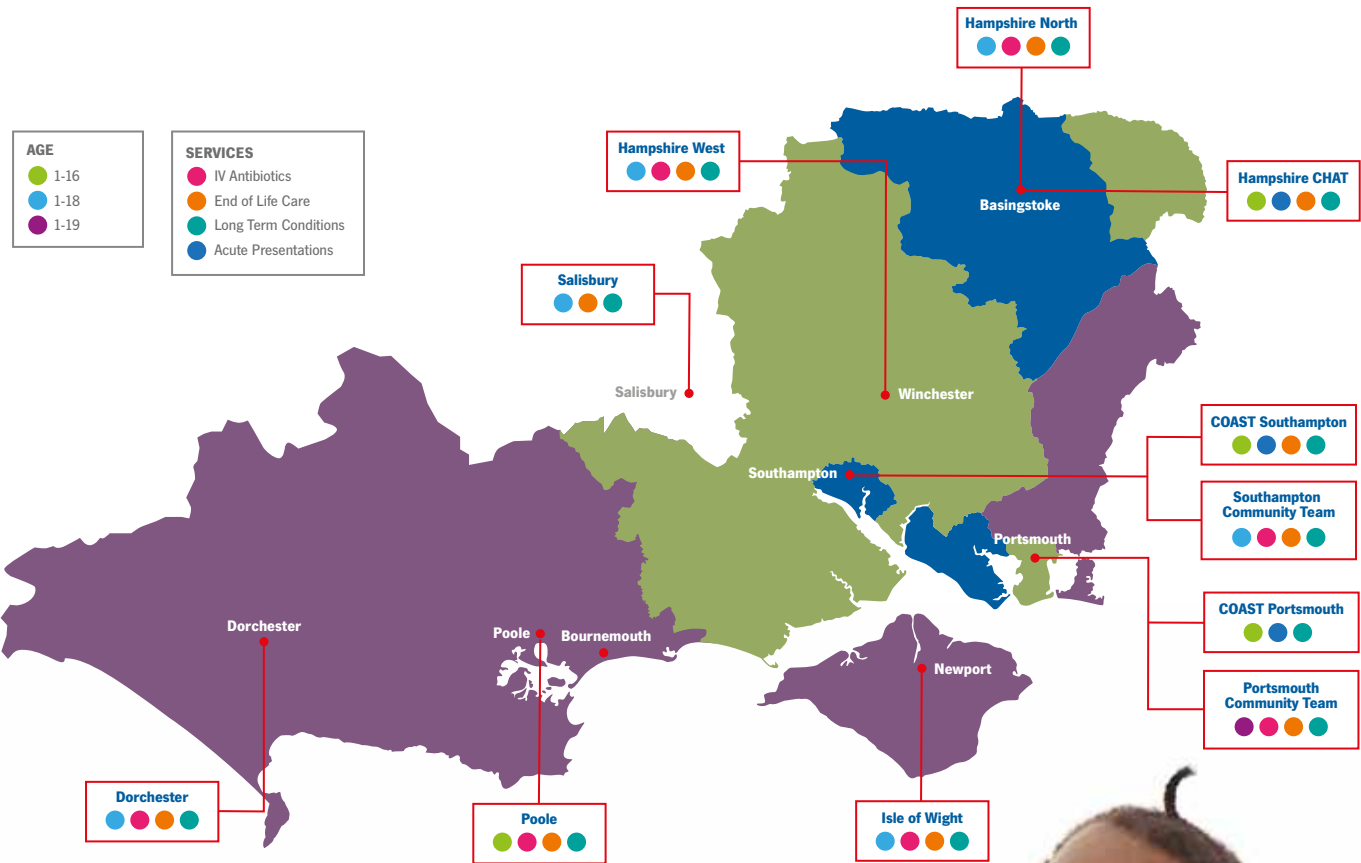 Hampshire North
AGE
1-16
1-18
1-19
SERVICES
IV Antibiotics
End of Life Care
Long Term Conditions
Acute Presentations
Hampshire West
Hampshire CHAT
Basingstoke
Salisbury
Salisbury
Winchester
COAST Southampton
Southampton
Southampton
Community Team
Portsmouth
COAST Portsmouth
Dorchester
Poole
Bournemouth
Newport
Portsmouth
Community Team
Dorchester
Poole
Isle of Wight